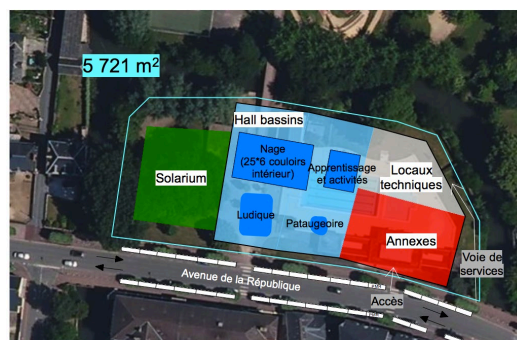 5 721 m²
Hall bassins
Nage
(25*6 couloirs
intérieur)
Apprentissage
et activités
Locaux
techniques
Solarium
Ludique
Pataugeoire
Annexes
Voie de
services
Avenue de la République
Accès